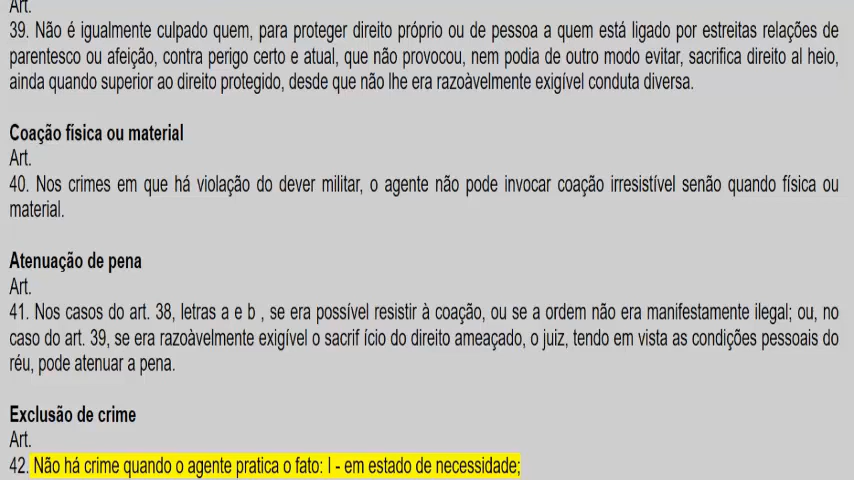 Art.
39. Não é igualmente culpado quem, para proteger direito próprio ou de pessoa a quem está ligado por estreitas relações de
parentesco ou afeição, contra perigo certo e atual, que não provocou, nem podia de outro modo evitar, sacrifica direito al heio,
ainda quando superior ao direito protegido, desde que não lhe era razoàvelmente exigível conduta diversa.
Coação física ou material
Art.
40. Nos crimes em que há violação do dever militar, o agente não pode invocar coação irresistível senão quando física ou
material.
Atenuação de pena
Art.
41. Nos casos do art. 38, letras a e b , se era possível resistir à coação, ou se a ordem não era manifestamente ilegal; ou, no
caso do art. 39, se era razoàvelmente exigível o sacrif ício do direito ameaçado, o juiz, tendo em vista as condições pessoais do
réu, pode atenuar a pena.
Exclusão de crime
Art.
42. Não há crime quando o agente pratica o fato: I - em estado de necessidade;